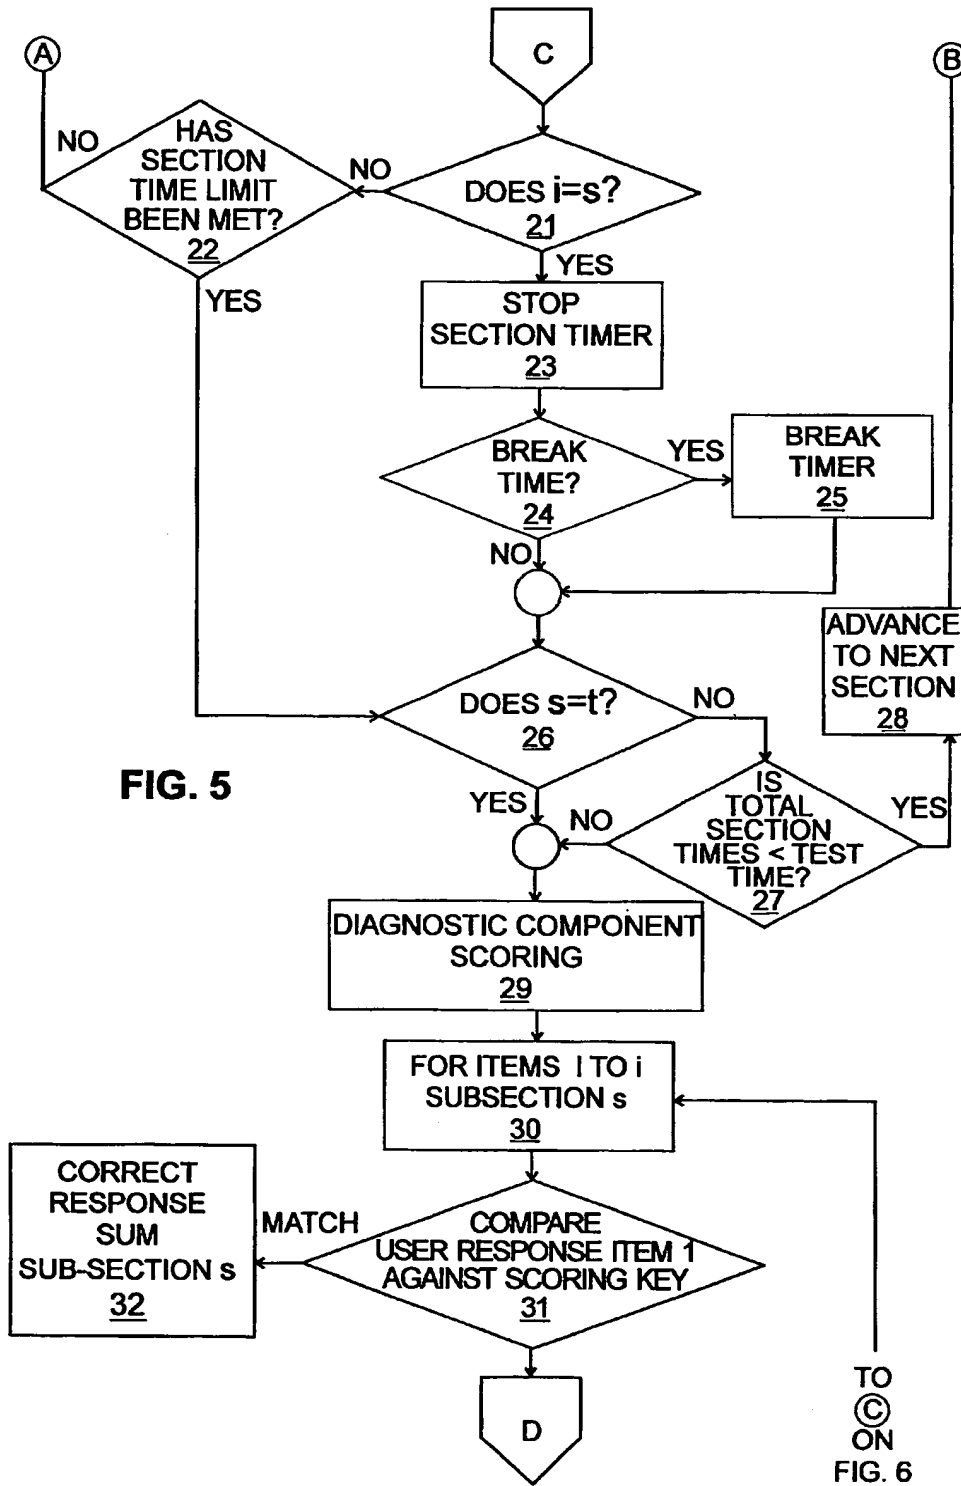 A
C
B
NO
HAS
SECTION
TIME LIMIT
BEEN MET?
22
NO
DOES i=s?
21
YES
YES
STOP
SECTION TIMER
23
BREAK
TIME?
24
YES
BREAK
TIMER
25
NO
ADVANCE
TO NEXT
SECTION
28
DOES s=t?
26
NO
FIG. 5
YES
NO
IS
TOTAL
SECTION
TIMES < TEST
TIME?
27
YES
DIAGNOSTIC COMPONENT
SCORING
29
FOR ITEMS I TO i
SUBSECTION s
30
CORRECT
RESPONSE
SUM
SUB-SECTION s
32
MATCH
COMPARE
USER RESPONSE ITEM 1
AGAINST SCORING KEY
31
D
TO
C
ON
FIG. 6